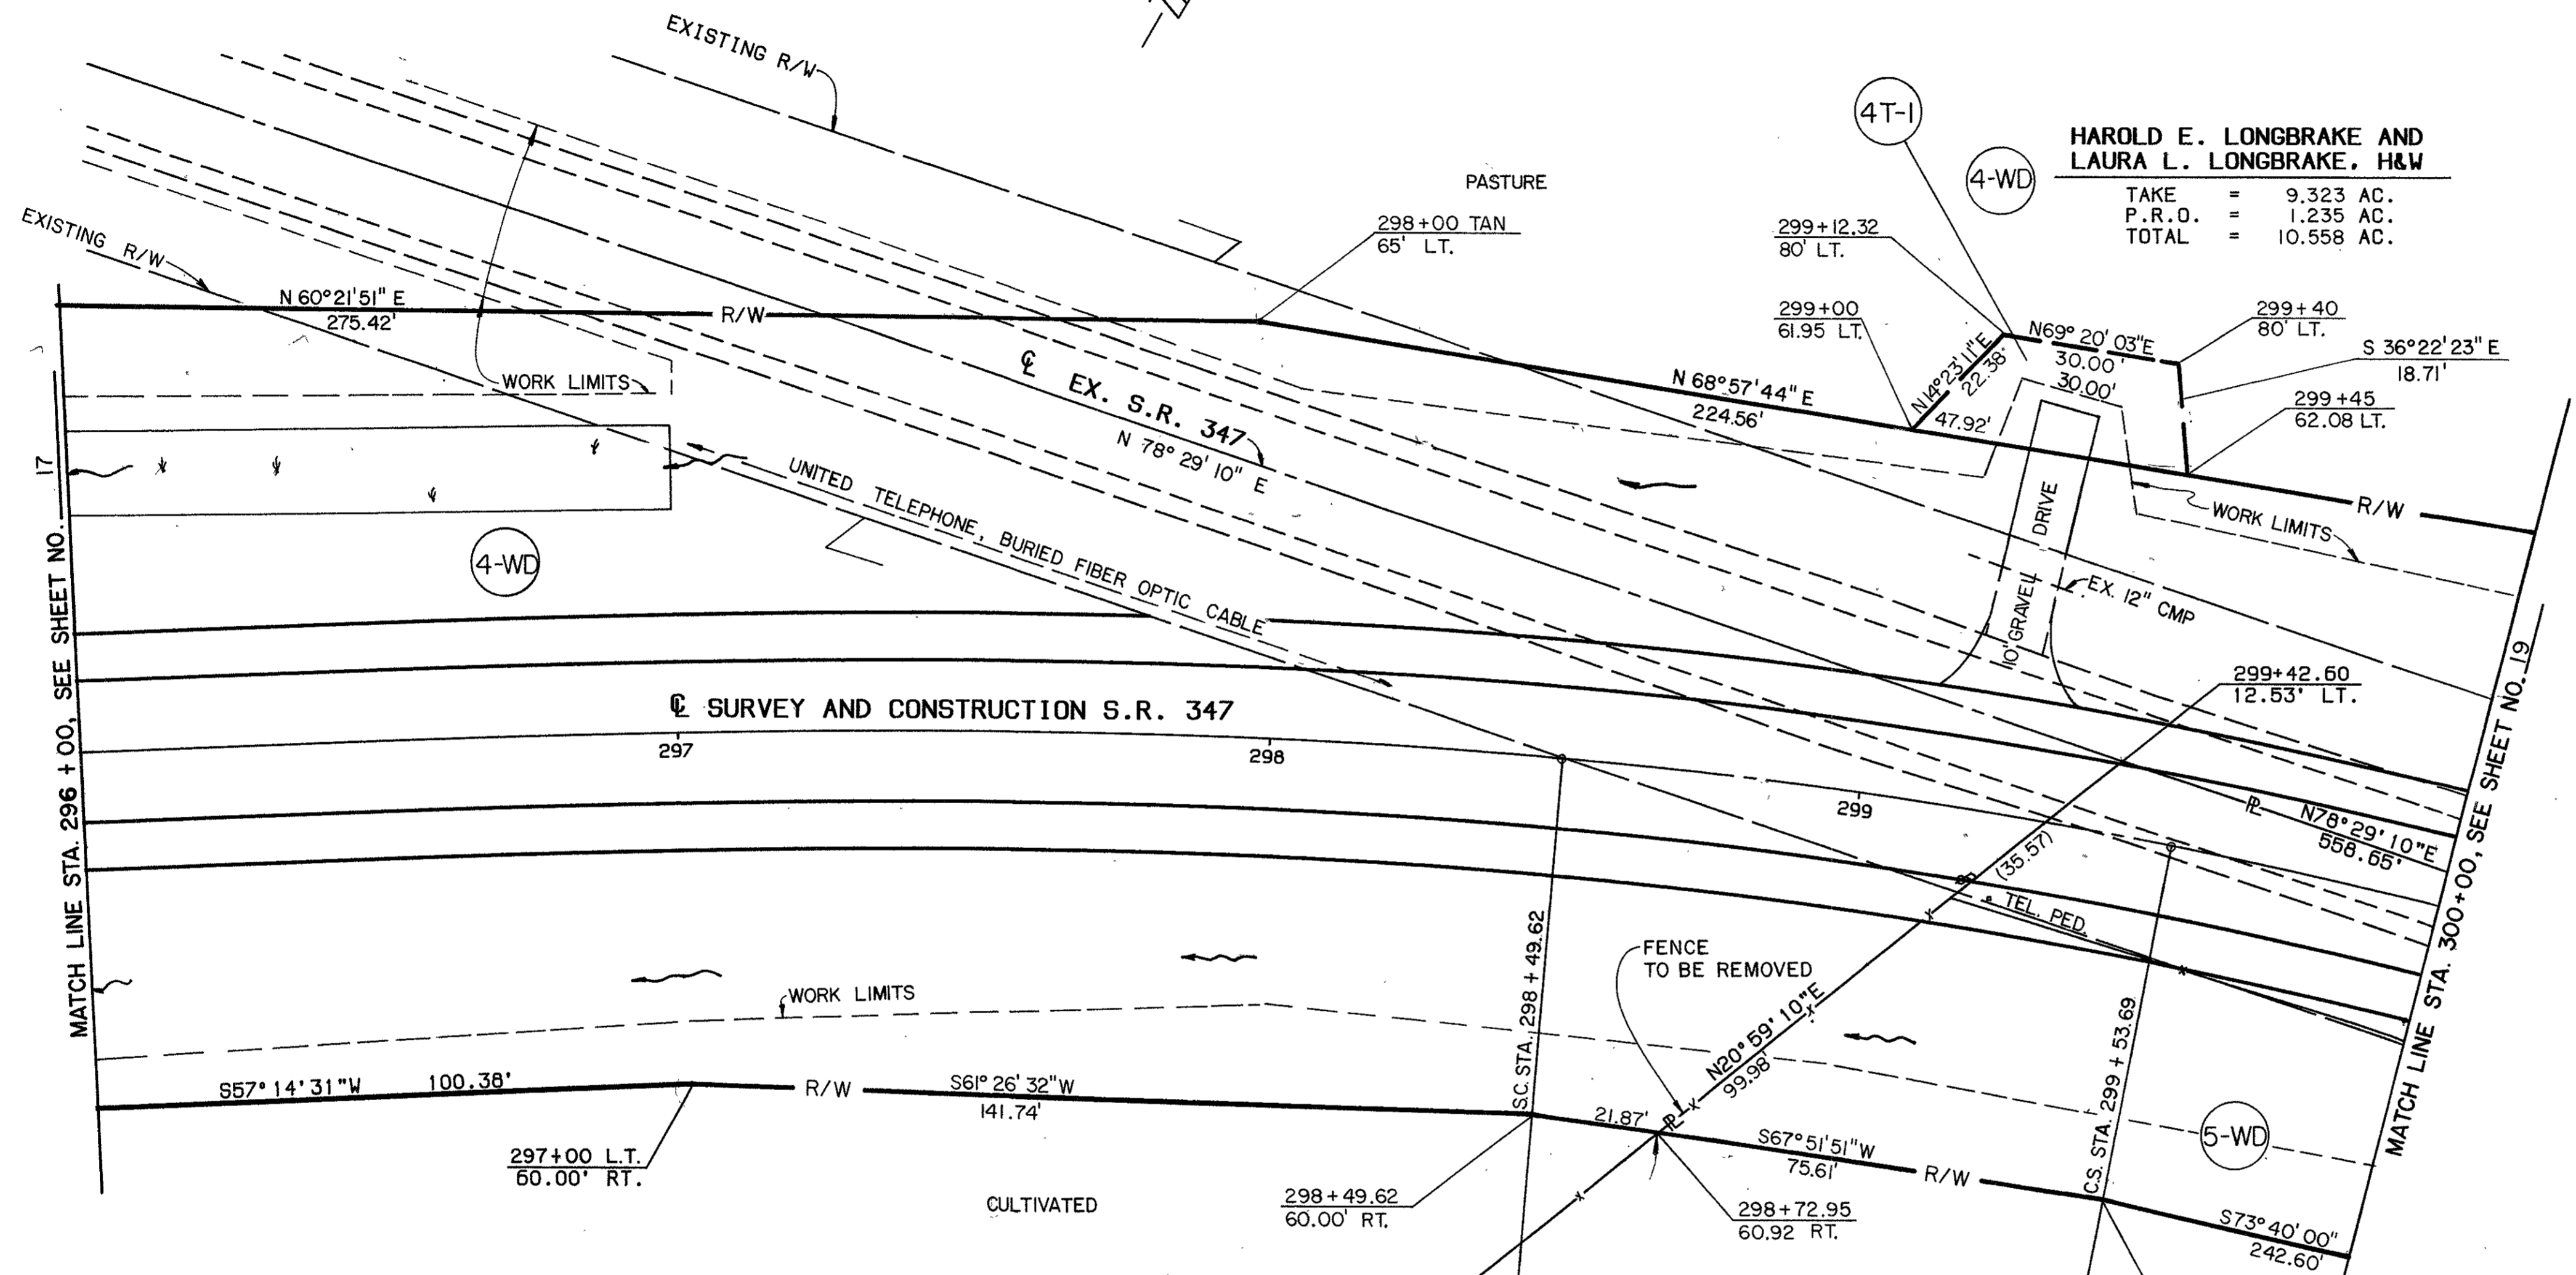 EXISTING R/W
4T-1
4-WD
HAROLD E. LONGBRAKE AND
LAURA L. LONGBRAKE, H&W
TAKE = 9.323 AC.
P.R.O. = 1.235 AC.
TOTAL = 10.558 AC.
PASTURE
298+00 TAN
65' LT.
299+12.32
80' LT.
299+00
61.95 LT.
N69° 20' 03"E
30.00'
30.00'
299+40
80' LT.
S 36°22'23" E
18.71'
299+45
62.08 LT.
N14°23'11"E
22.38'
47.92'
EXISTING R/W
N 60°21'51" E
275.42'
R/W
WORK LIMITS
℄ EX. S.R. 347
N 78° 29' 10" E
N 68°57'44" E
224.56'
R/W
WORK LIMITS
10' GRAVEL DRIVE
EX. 12" CMP
UNITED TELEPHONE, BURIED FIBER OPTIC CABLE
4-WD
MATCH LINE STA. 296 + 00, SEE SHEET NO. 17
℄ SURVEY AND CONSTRUCTION S.R. 347
297
298
299
299+42.60
12.53' LT.
PL
N78°29'10"E
558.65'
MATCH LINE STA. 300+00, SEE SHEET NO. 19
(35.57)
TEL. PED.
FENCE
TO BE REMOVED
S.C. STA. 298 + 49.62
N20°59'10"E
99.98'
C.S. STA. 299 + 53.69
WORK LIMITS
S57°14'31"W 100.38'
R/W
S61°26'32"W
141.74'
21.87'
PL
S67°51'51"W
75.61'
R/W
5-WD
297+00 L.T.
60.00' RT.
CULTIVATED
298+49.62
60.00' RT.
298+72.95
60.92 RT.
S73°40'00"
242.60'